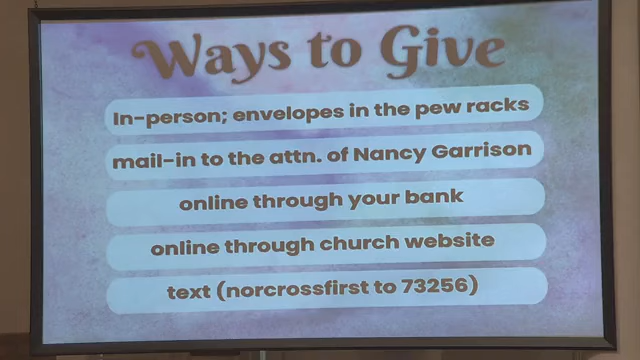 Ways to Give
In-person; envelopes in the pew racks
mail-in to the attn. of Nancy Garrison
online through your bank
online through church website
text (norcrossfirst to 73256)